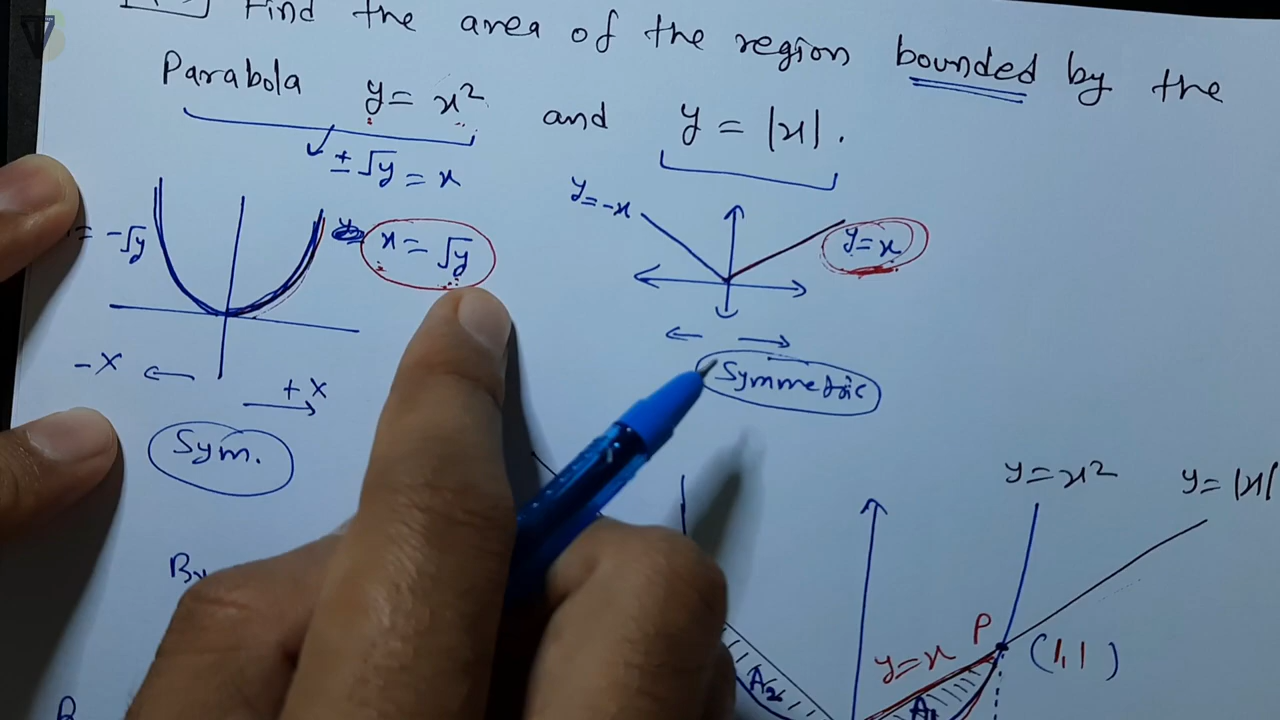 Find the area of the region bounded by the
Parabola y = x² and y = |x|.
± √y = x
= -√y
x = √y
y = -x
y = x
-X
+X
Sym.
Symmetric
y = x²
y = |x|
By
P
(1,1)
y = x
A₂
A₁